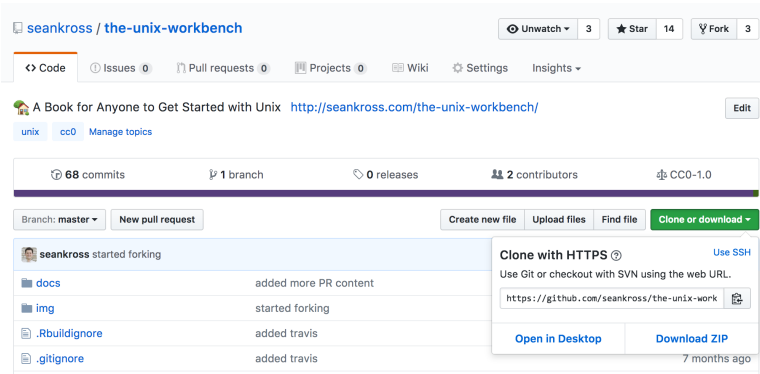 seankross / the-unix-workbench
Unwatch 3 Star 14 Fork 3
Code Issues 0 Pull requests 0 Projects 0 Wiki Settings Insights
A Book for Anyone to Get Started with Unix http://seankross.com/the-unix-workbench/ Edit
unix cc0 Manage topics
68 commits 1 branch 0 releases 2 contributors CC0-1.0
Branch: master New pull request Create new file Upload files Find file Clone or download
seankross started forking
docs added more PR content
img started forking
.Rbuildignore added travis
.gitignore added travis 7 months ago
Clone with HTTPS ? Use SSH
Use Git or checkout with SVN using the web URL.
https://github.com/seankross/the-unix-work
Open in Desktop Download ZIP